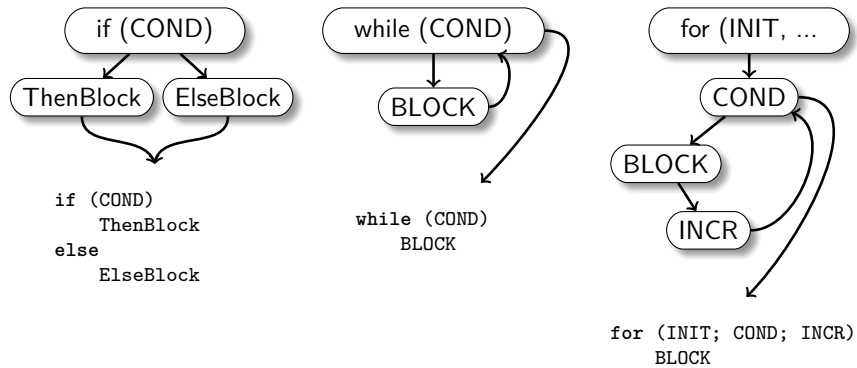 if (COND)
ThenBlock
ElseBlock
if (COND)
ThenBlock
else
ElseBlock
while (COND)
BLOCK
while (COND)
BLOCK
for (INIT, ...
COND
BLOCK
INCR
for (INIT; COND; INCR)
BLOCK